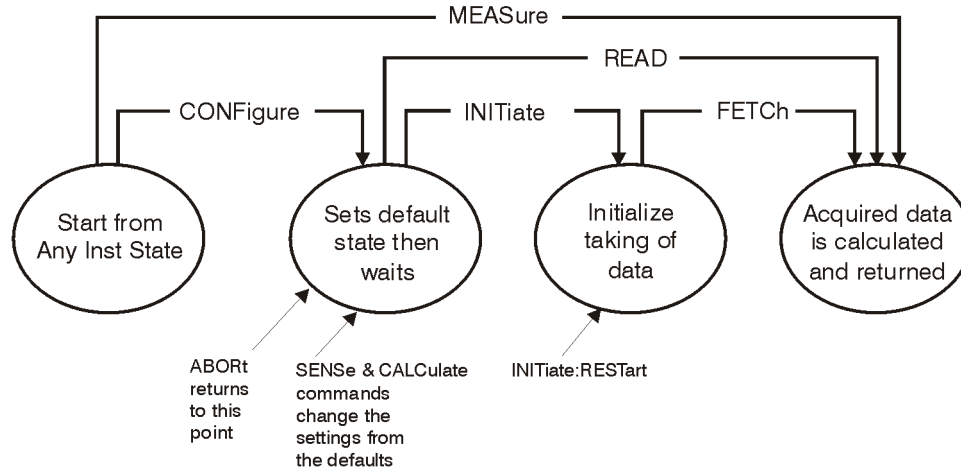 MEASure
READ
CONFigure
INITiate
FETCh
Start from
Any Inst State
Sets default
state then
waits
Initialize
taking of
data
Acquired data
is calculated
and returned
ABORt
returns
to this
point
SENSe & CALCulate
commands
change the
settings from
the defaults
INITiate:RESTart